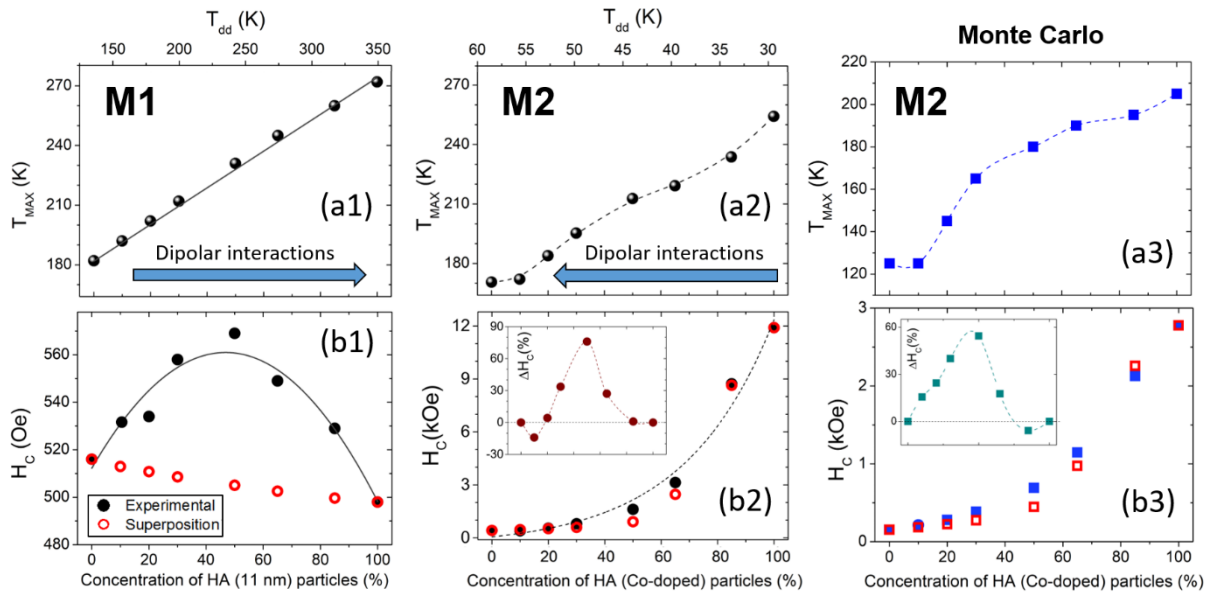 T_dd (K)
150 200 250 300 350
M1
270
240
210
180
T_MAX (K)
(a1)
Dipolar interactions
560
540
520
500
480
H_C (Oe)
(b1)
Experimental
Superposition
0 20 40 60 80 100
Concentration of HA (11 nm) particles (%)
T_dd (K)
60 55 50 45 40 35 30
M2
270
240
210
180
T_MAX (K)
(a2)
Dipolar interactions
12
9
6
3
0
H_C(kOe)
90
60
30
0
-30
ΔH_C(%)
(b2)
0 20 40 60 80 100
Concentration of HA (Co-doped) particles (%)
Monte Carlo
M2
220
200
180
160
140
120
T_MAX (K)
(a3)
3
2
1
0
H_C (kOe)
60
30
0
ΔH_C(%)
(b3)
0 20 40 60 80 100
Concentration of HA (Co-doped) particles (%)